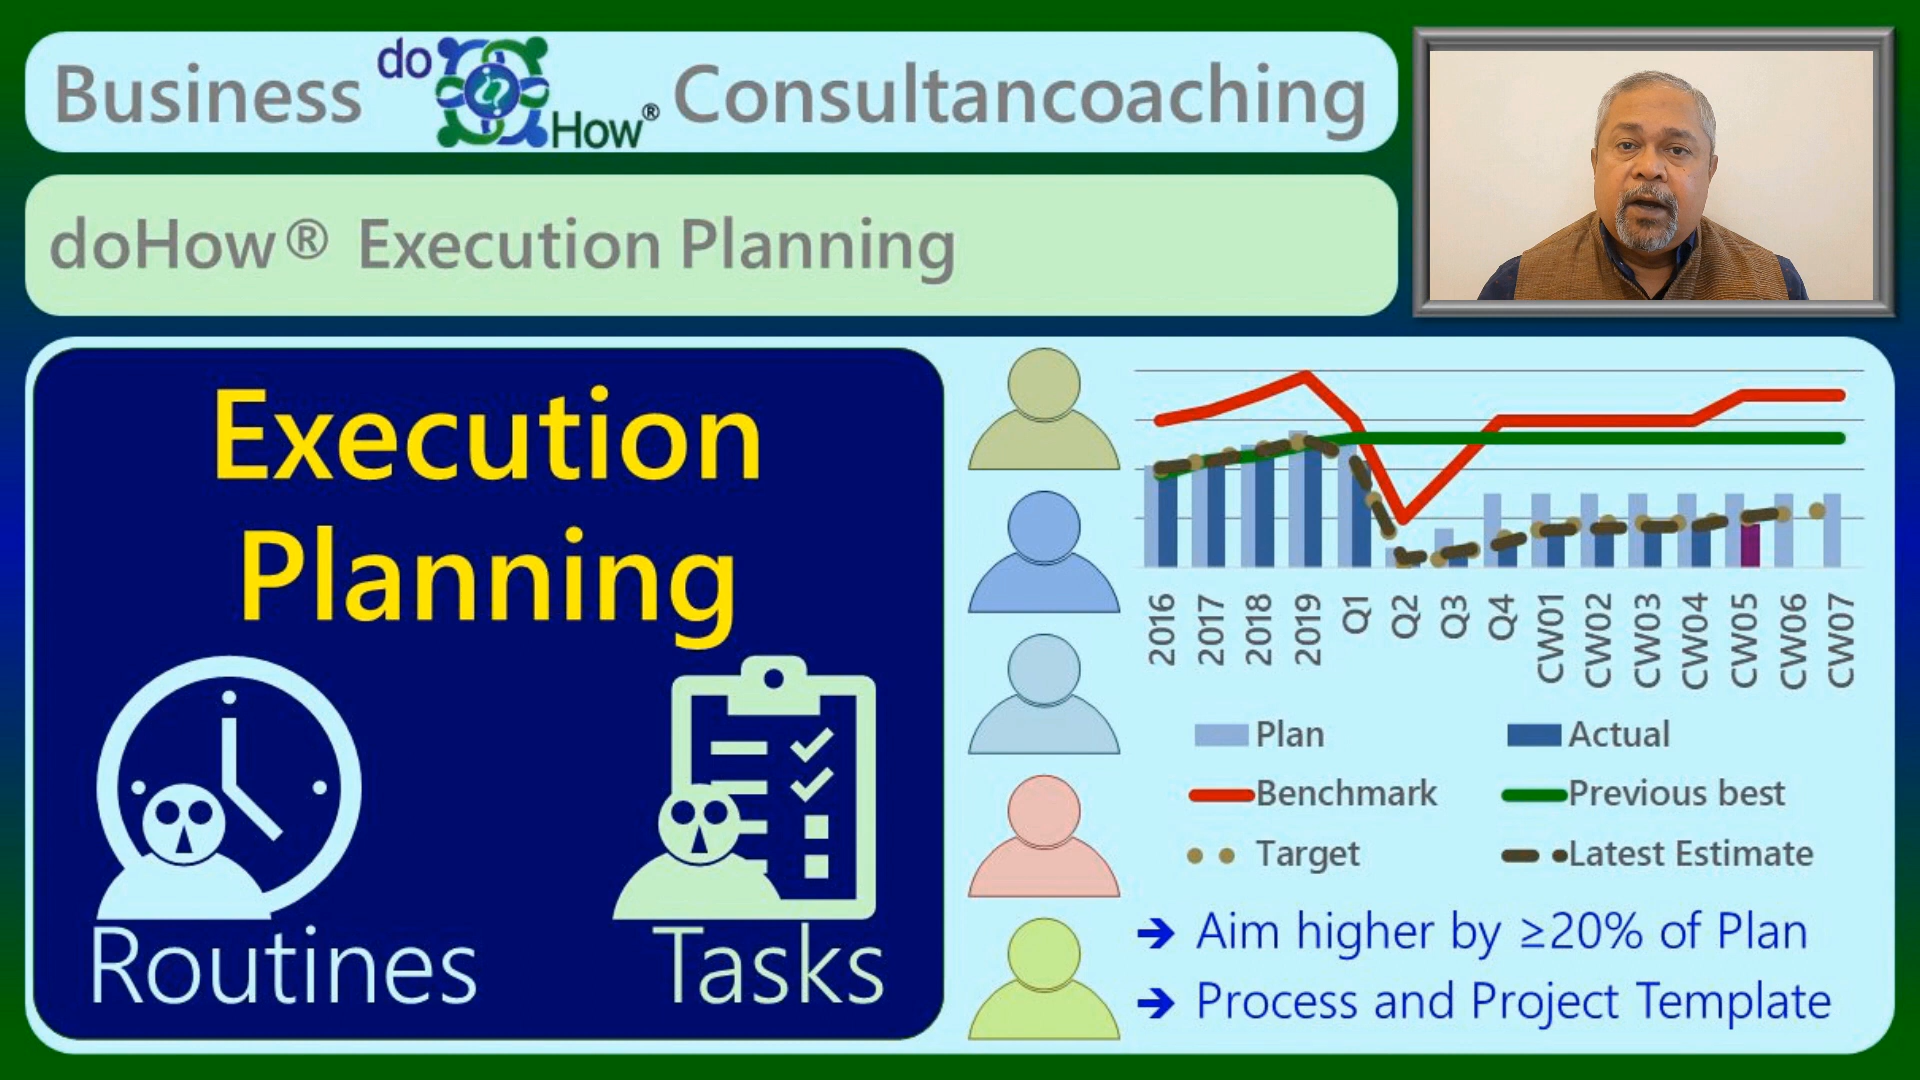 Business doHow® Consultancoaching
doHow® Execution Planning
Execution
Planning
Routines
Tasks
2016
2017
2018
2019
Q1
Q2
Q3
Q4
CW01
CW02
CW03
CW04
CW05
CW06
CW07
Plan
Actual
Benchmark
Previous best
Target
Latest Estimate
➔ Aim higher by ≥20% of Plan
➔ Process and Project Template